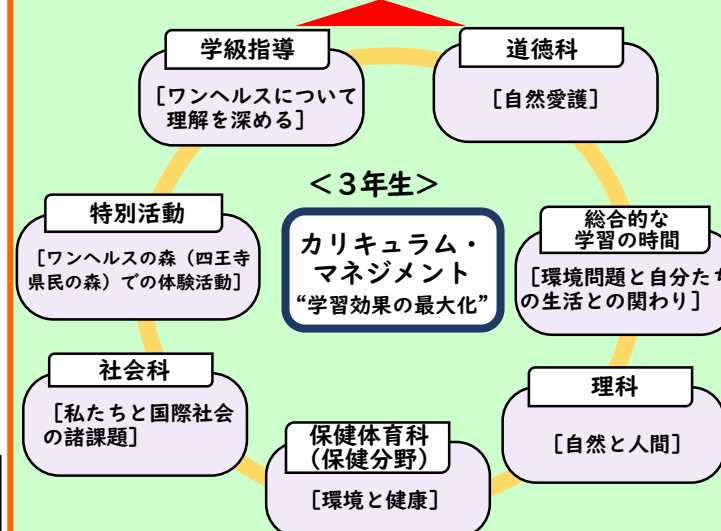 学級指導
［ワンヘルスについて
理解を深める］
道徳科
［自然愛護］
＜３年生＞
特別活動
［ワンヘルスの森（四王寺
県民の森）での体験活動］
カリキュラム・
マネジメント
“学習効果の最大化”
総合的な
学習の時間
［環境問題と自分たち
の生活との関わり］
社会科
［私たちと国際社会
の諸課題］
保健体育科
（保健分野）
［環境と健康］
理科
［自然と人間］